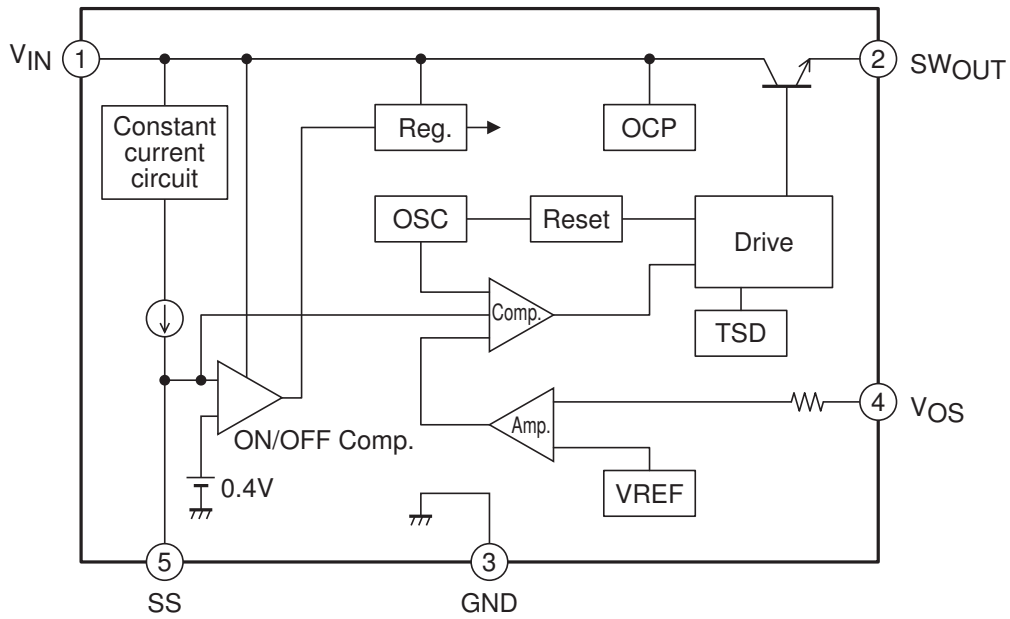 VIN
1
2
SWOUT
Constant
current
circuit
Reg.
OCP
OSC
Reset
Drive
Comp.
TSD
4
VOS
Amp.
ON/OFF Comp.
0.4V
VREF
5
3
SS
GND